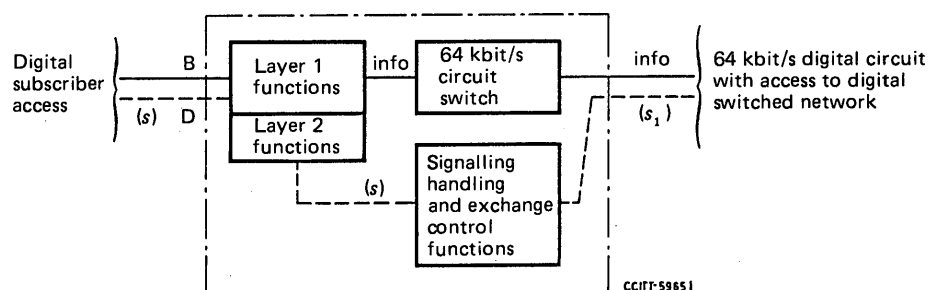 Digital
subscriber
access
B
(s) D
Layer 1
functions
Layer 2
functions
info
64 kbit/s
circuit
switch
(s)
Signalling
handling
and exchange
control
functions
info
(s₁)
64 kbit/s digital circuit
with access to digital
switched network
CCITT-59651